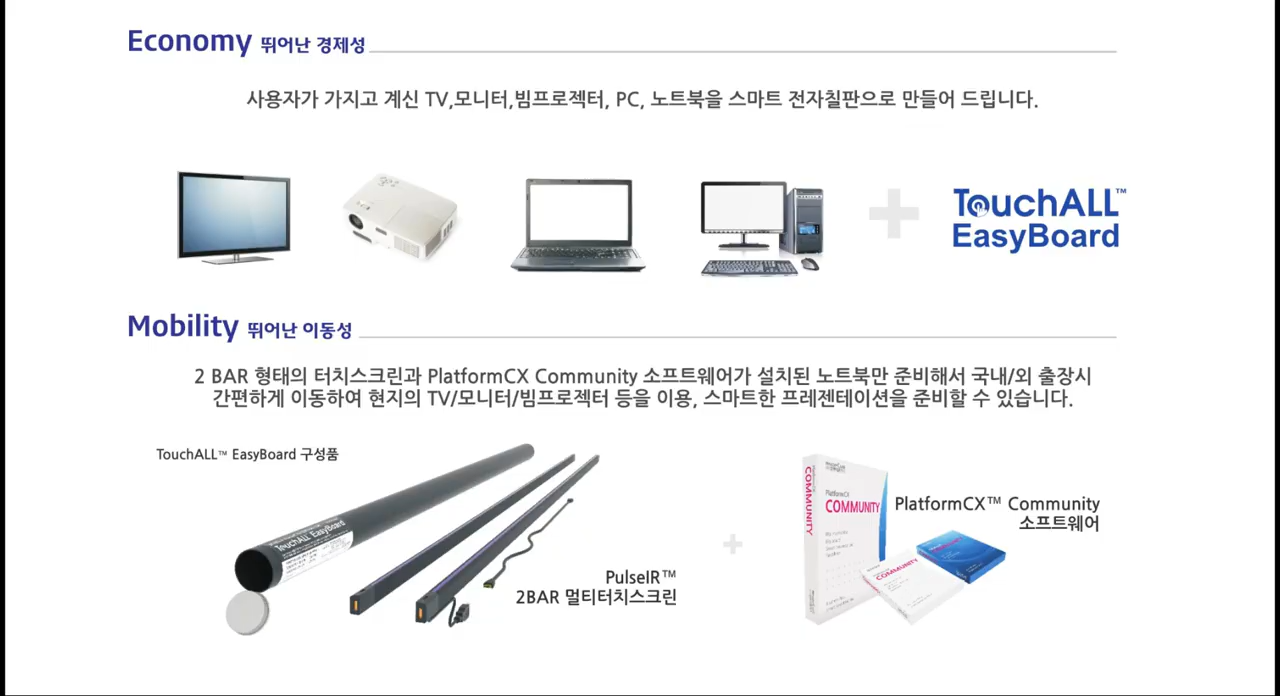 Economy 뛰어난 경제성
사용자가 가지고 계신 TV,모니터,빔프로젝터, PC, 노트북을 스마트 전자칠판으로 만들어 드립니다.
TouchALL™
EasyBoard
Mobility 뛰어난 이동성
2 BAR 형태의 터치스크린과 PlatformCX Community 소프트웨어가 설치된 노트북만 준비해서 국내/외 출장시
간편하게 이동하여 현지의 TV/모니터/빔프로젝터 등을 이용, 스마트한 프레젠테이션을 준비할 수 있습니다.
TouchALL™ EasyBoard 구성품
TouchALL EasyBoard
PulseIR™
2BAR 멀티터치스크린
COMMUNITY
PlatformCX
COMMUNITY
COMMUNITY
PlatformCX™ Community
소프트웨어